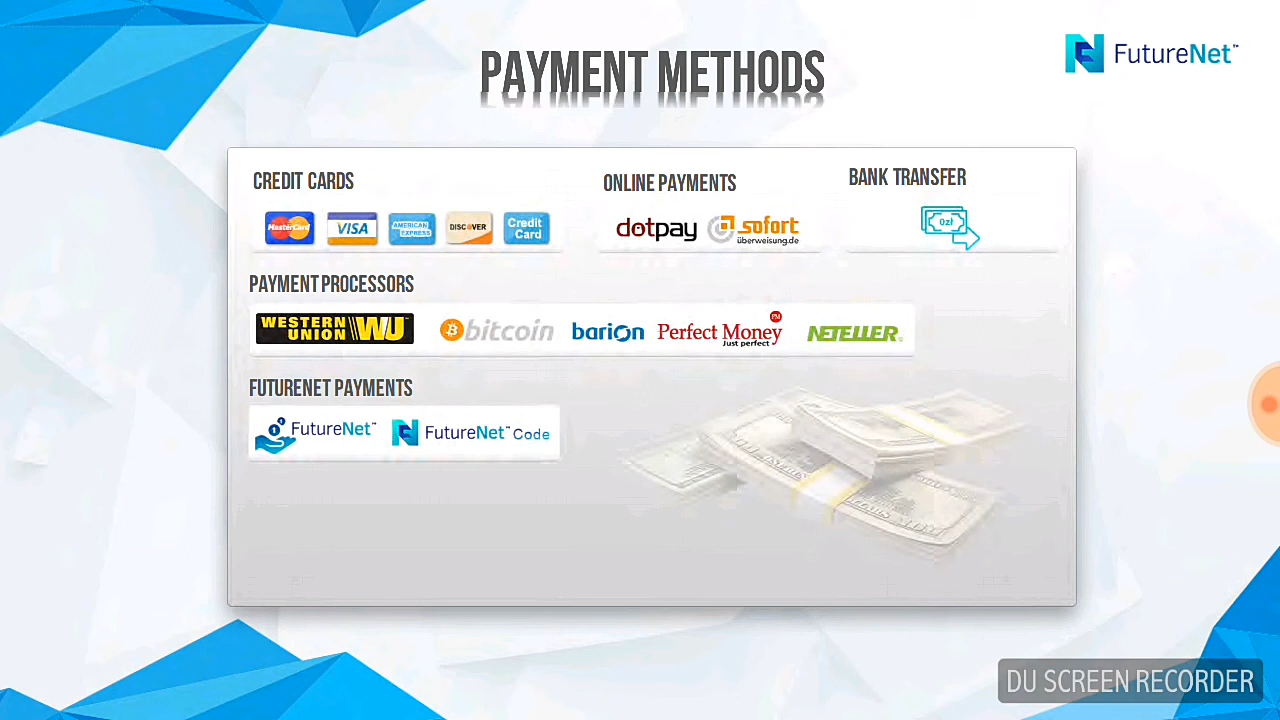 PAYMENT METHODS
FutureNet™
CREDIT CARDS
ONLINE PAYMENTS
BANK TRANSFER
MasterCard
VISA
AMERICAN EXPRESS
DISCOVER
Credit Card
dotpay
sofort
überweisung.de
0zł
PAYMENT PROCESSORS
WESTERN UNION WU
bitcoin
barion
Perfect Money
PM
Just perfect
NETELLER
FUTURENET PAYMENTS
FutureNet™
FutureNet™ Code
DU SCREEN RECORDER